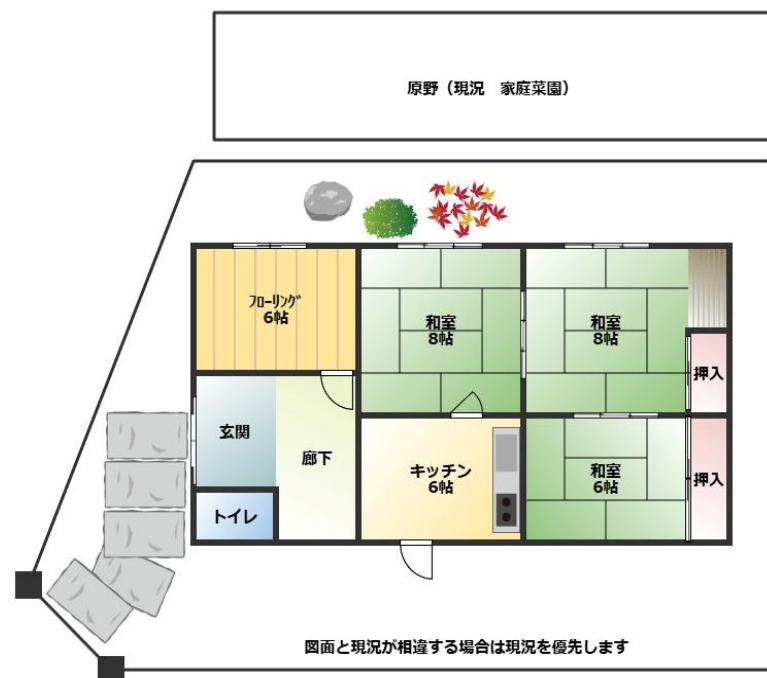 原野（現況　家庭菜園）
ﾌﾛｰﾘﾝｸﾞ
6帖
和室
8帖
和室
8帖
押入
玄関
廊下
キッチン
6帖
和室
6帖
押入
トイレ
図面と現況が相違する場合は現況を優先します